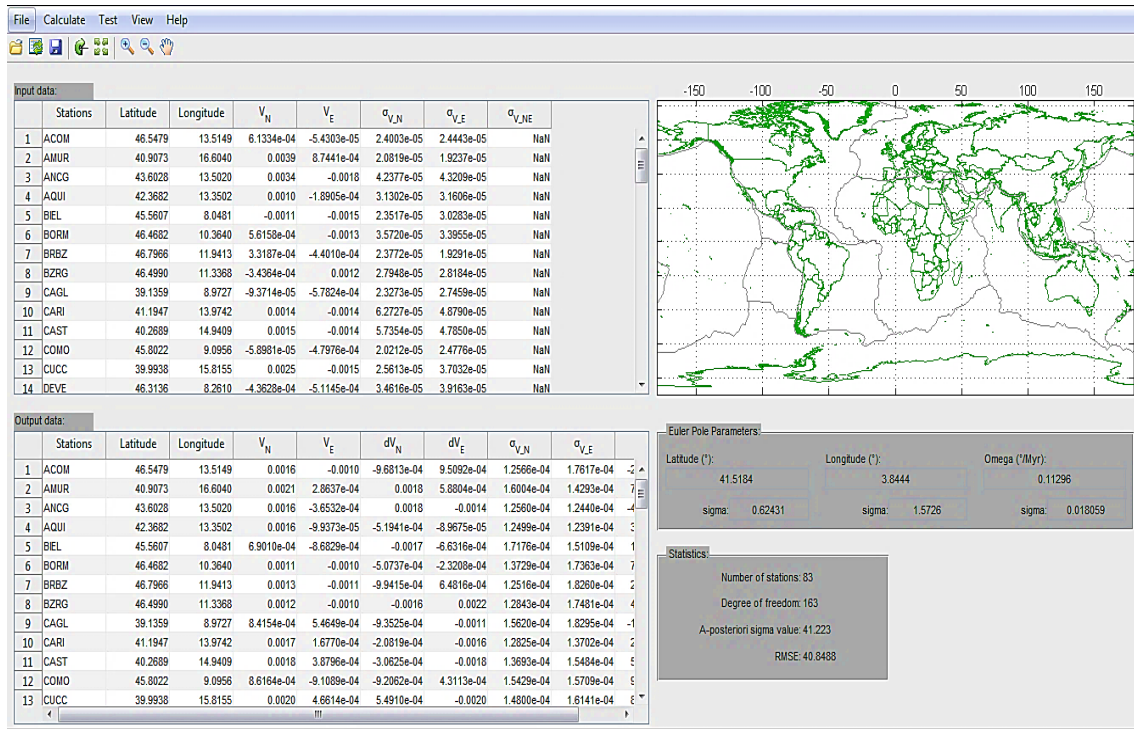 File Calculate Test View Help
Input data:
Stations Latitude Longitude V_N V_E σ_V_N σ_V_E σ_V_NE
1 ACOM 46.5479 13.5149 6.1334e-04 -5.4303e-05 2.4003e-05 2.4443e-05 NaN
2 AMUR 40.9073 16.6040 0.0039 8.7441e-04 2.0819e-05 1.9237e-05 NaN
3 ANCG 43.6028 13.5020 0.0034 -0.0018 4.2377e-05 4.3209e-05 NaN
4 AQUI 42.3682 13.3502 0.0010 -1.8905e-04 3.1302e-05 3.1606e-05 NaN
5 BIEL 45.5607 8.0481 -0.0011 -0.0015 2.3517e-05 3.0283e-05 NaN
6 BORM 46.4682 10.3640 5.6158e-04 -0.0013 3.5720e-05 3.3955e-05 NaN
7 BRBZ 46.7966 11.9413 3.3187e-04 -4.4010e-04 2.3772e-05 1.9291e-05 NaN
8 BZRG 46.4990 11.3368 -3.4364e-04 0.0012 2.7948e-05 2.8184e-05 NaN
9 CAGL 39.1359 8.9727 -9.3714e-05 -5.7824e-04 2.3273e-05 2.7459e-05 NaN
10 CARI 41.1947 13.9742 0.0014 -0.0014 6.2727e-05 4.8790e-05 NaN
11 CAST 40.2689 14.9409 0.0015 -0.0014 5.7354e-05 4.7850e-05 NaN
12 COMO 45.8022 9.0956 -5.8981e-05 -4.7976e-04 2.0212e-05 2.4776e-05 NaN
13 CUCC 39.9938 15.8155 0.0025 -0.0015 2.5613e-05 3.7032e-05 NaN
14 DEVE 46.3136 8.2610 -4.3628e-04 -5.1145e-04 3.4616e-05 3.9163e-05 NaN
-150 -100 -50 0 50 100 150
Output data:
Stations Latitude Longitude V_N V_E dV_N dV_E σ_V_N σ_V_E
1 ACOM 46.5479 13.5149 0.0016 -0.0010 -9.6813e-04 9.5092e-04 1.2566e-04 1.7617e-04 -2
2 AMUR 40.9073 16.6040 0.0021 2.8637e-04 0.0018 5.8804e-04 1.6004e-04 1.4293e-04 7
3 ANCG 43.6028 13.5020 0.0016 -3.6532e-04 0.0018 -0.0014 1.2560e-04 1.2440e-04 -4
4 AQUI 42.3682 13.3502 0.0016 -9.9373e-05 -5.1941e-04 -8.9675e-05 1.2499e-04 1.2391e-04 3
5 BIEL 45.5607 8.0481 6.9010e-04 -8.6829e-04 -0.0017 -6.6316e-04 1.7176e-04 1.5109e-04 1
6 BORM 46.4682 10.3640 0.0011 -0.0010 -5.0737e-04 -2.3208e-04 1.3729e-04 1.7363e-04 7
7 BRBZ 46.7966 11.9413 0.0013 -0.0011 -9.9415e-04 6.4816e-04 1.2516e-04 1.8260e-04 2
8 BZRG 46.4990 11.3368 0.0012 -0.0010 -0.0016 0.0022 1.2843e-04 1.7481e-04 4
9 CAGL 39.1359 8.9727 8.4154e-04 5.4649e-04 -9.3525e-04 -0.0011 1.5620e-04 1.8295e-04 -1
10 CARI 41.1947 13.9742 0.0017 1.6770e-04 -2.0819e-04 -0.0016 1.2825e-04 1.3702e-04 2
11 CAST 40.2689 14.9409 0.0018 3.8796e-04 -3.0625e-04 -0.0018 1.3693e-04 1.5484e-04 5
12 COMO 45.8022 9.0956 8.6164e-04 -9.1089e-04 -9.2062e-04 4.3113e-04 1.5429e-04 1.5709e-04 9
13 CUCC 39.9938 15.8155 0.0020 4.6614e-04 5.4910e-04 -0.0020 1.4800e-04 1.6141e-04 8
Euler Pole Parameters:
Latitude (°): Longitude (°): Omega (°/Myr):
41.5184 3.8444 0.11296
sigma: 0.62431 sigma: 1.5726 sigma: 0.018059
Statistics:
Number of stations: 83
Degree of freedom: 163
A-posteriori sigma value: 41.223
RMSE: 40.8488